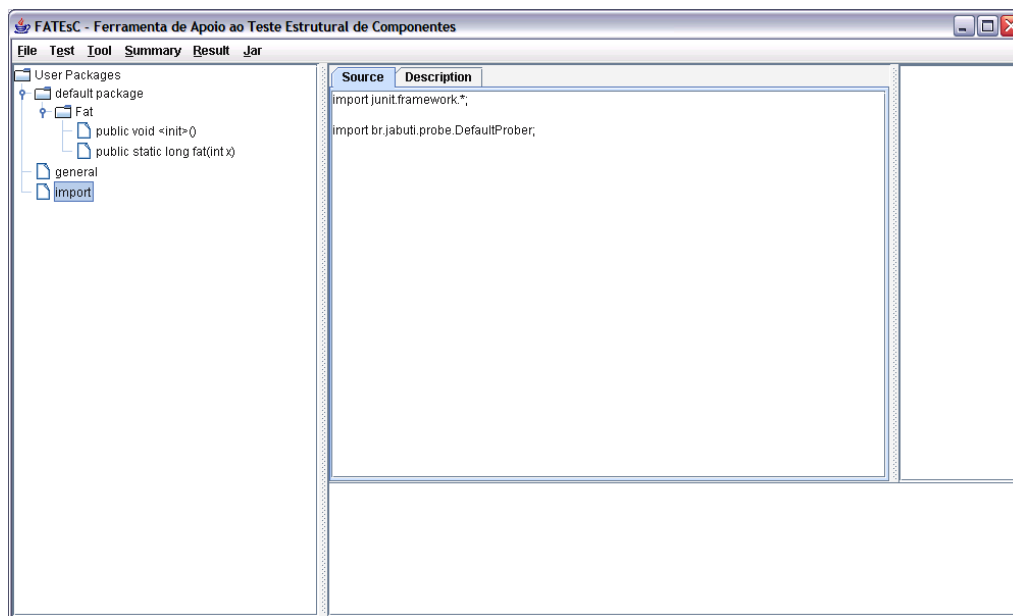 FATEsC - Ferramenta de Apoio ao Teste Estrutural de Componentes
File Test Tool Summary Result Jar
User Packages
default package
Fat
public void <init>()
public static long fat(int x)
general
import
Source Description
import junit.framework.*;
import br.jabuti.probe.DefaultProber;